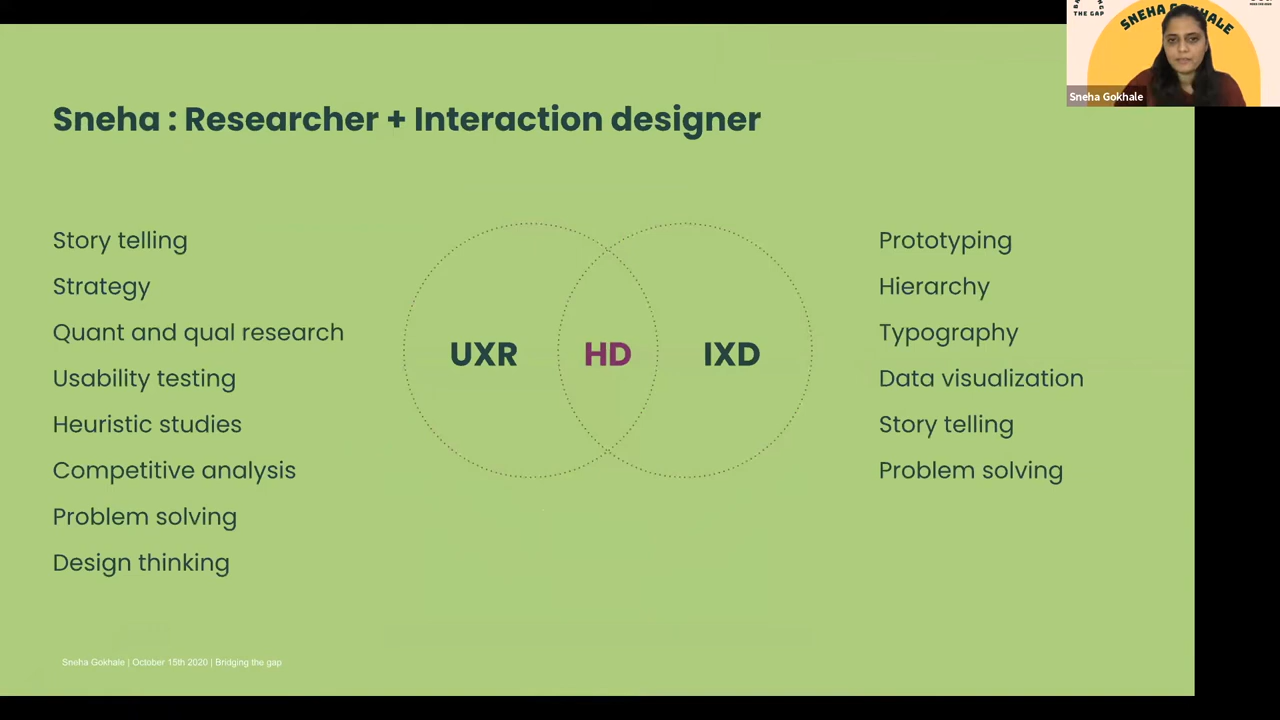 THE GAP
SNEHA GOKHALE
Sneha Gokhale
Sneha : Researcher + Interaction designer
Story telling
Strategy
Quant and qual research
Usability testing
Heuristic studies
Competitive analysis
Problem solving
Design thinking
UXR
HD
IXD
Prototyping
Hierarchy
Typography
Data visualization
Story telling
Problem solving
Sneha Gokhale | October 15th 2020 | Bridging the gap